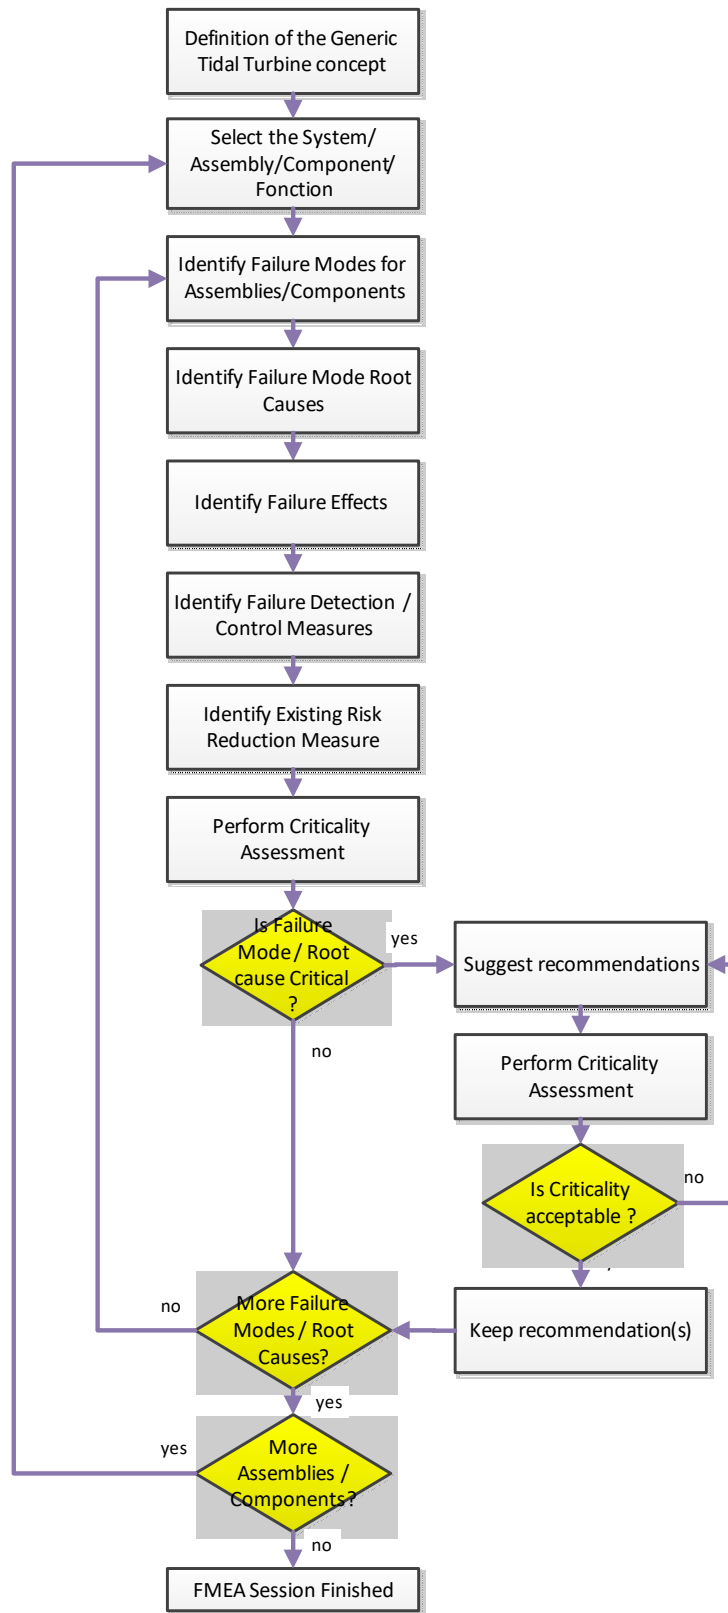 Definition of the Generic
Tidal Turbine concept
Select the System/
Assembly/Component/
Fonction
Identify Failure Modes for
Assemblies/Components
Identify Failure Mode Root
Causes
Identify Failure Effects
Identify Failure Detection /
Control Measures
Identify Existing Risk
Reduction Measure
Perform Criticality
Assessment
Is Failure
Mode / Root
cause Critical
?
yes
Suggest recommendations
no
Perform Criticality
Assessment
Is Criticality
acceptable ?
no
Keep recommendation(s)
More Failure
Modes / Root
Causes?
no
yes
More
Assemblies /
Components?
yes
no
FMEA Session Finished